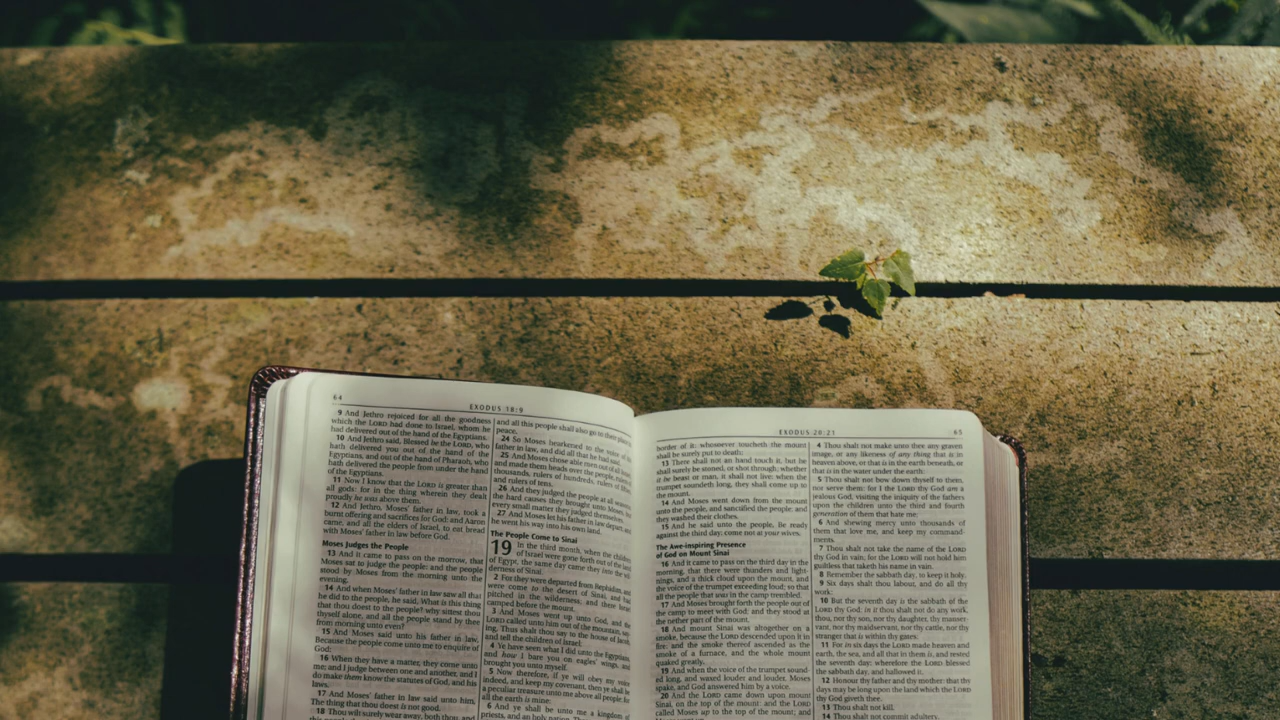 64
EXODUS 18:9
9 And Jethro rejoiced for all the goodness
which the LORD had done to Israel, whom he
had delivered out of the hand of the Egyptians.
10 And Jethro said, Blessed be the LORD, who
hath delivered you out of the hand of the
Egyptians, and out of the hand of Pharaoh, who
hath delivered the people from under the hand
of the Egyptians.
11 Now I know that the LORD is greater than
all gods: for in the thing wherein they dealt
proudly he was above them.
12 And Jethro, Moses' father in law, took a
burnt offering and sacrifices for God: and Aaron
came, and all the elders of Israel, to eat bread
with Moses' father in law before God.
Moses Judges the People
13 And it came to pass on the morrow, that
Moses sat to judge the people: and the people
stood by Moses from the morning unto the
evening.
14 And when Moses' father in law saw all that
he did to the people, he said, What is this thing
that thou doest to the people? why sittest thou
thyself alone, and all the people stand by thee
from morning unto even?
15 And Moses said unto his father in law,
Because the people come unto me to enquire of
God:
16 When they have a matter, they come unto
me; and I judge between one and another, and I
do make them know the statutes of God, and his
laws.
17 And Moses' father in law said unto him,
The thing that thou doest is not good.
18 Thou wilt surely wear away, both thou, and
and all this people shall also go to their place
24 So Moses hearkened to the voice of his
father in law, and did all that he had said.
25 And Moses chose able men out of all
and made them heads over the people, rulers of
thousands, rulers of hundreds, rulers of fifties,
and rulers of tens.
26 And they judged the people at all seasons:
the hard causes they brought unto Moses, but
every small matter they judged themselves.
27 And Moses let his father in law depart; and
he went his way into his own land.
The People Come to Sinai
19 In the third month, when the children
of Israel were gone forth out of the land
of Egypt, the same day came they into the wil-
derness of Sinai.
2 For they were departed from Rephidim, and
were come to the desert of Sinai, and had
pitched in the wilderness; and there Israel
camped before the mount.
3 And Moses went up unto God, and the
LORD called unto him out of the mountain, say-
ing, Thus shalt thou say to the house of Jacob,
and tell the children of Israel;
4 Ye have seen what I did unto the Egyptians,
and how I bare you on eagles' wings, and
brought you unto myself.
5 Now therefore, if ye will obey my voice
indeed, and keep my covenant, then ye shall be
a peculiar treasure unto me above all people: for
all the earth is mine:
6 And ye shall be unto me a kingdom of
priests, and an holy nation. These
EXODUS 20:21
65
border of it: whosoever toucheth the mount
shall be surely put to death:
13 There shall not an hand touch it, but he
shall surely be stoned, or shot through; whether
it be beast or man, it shall not live: when the
trumpet soundeth long, they shall come up to
the mount.
14 And Moses went down from the mount
unto the people, and sanctified the people; and
they washed their clothes.
15 And he said unto the people, Be ready
against the third day: come not at your wives.
The Awe-inspiring Presence
of God on Mount Sinai
16 And it came to pass on the third day in the
morning, that there were thunders and light-
nings, and a thick cloud upon the mount, and
the voice of the trumpet exceeding loud; so that
all the people that was in the camp trembled.
17 And Moses brought forth the people out of
the camp to meet with God; and they stood at
the nether part of the mount.
18 And mount Sinai was altogether on a
smoke, because the LORD descended upon it in
fire: and the smoke thereof ascended as the
smoke of a furnace, and the whole mount
quaked greatly.
19 And when the voice of the trumpet sound-
ed long, and waxed louder and louder, Moses
spake, and God answered him by a voice.
20 And the LORD came down upon mount
Sinai, on the top of the mount: and the LORD
called Moses up to the top of the mount; and
4 Thou shalt not make unto thee any graven
image, or any likeness of any thing that is in
heaven above, or that is in the earth beneath, or
that is in the water under the earth:
5 Thou shalt not bow down thyself to them,
nor serve them: for I the LORD thy God am a
jealous God, visiting the iniquity of the fathers
upon the children unto the third and fourth
generation of them that hate me;
6 And shewing mercy unto thousands of
them that love me, and keep my command-
ments.
7 Thou shalt not take the name of the LORD
thy God in vain; for the LORD will not hold him
guiltless that taketh his name in vain.
8 Remember the sabbath day, to keep it holy.
9 Six days shalt thou labour, and do all thy
work:
10 But the seventh day is the sabbath of the
LORD thy God: in it thou shalt not do any work,
thou, nor thy son, nor thy daughter, thy manser-
vant, nor thy maidservant, nor thy cattle, nor thy
stranger that is within thy gates:
11 For in six days the LORD made heaven and
earth, the sea, and all that in them is, and rested
the seventh day: wherefore the LORD blessed
the sabbath day, and hallowed it.
12 Honour thy father and thy mother: that thy
days may be long upon the land which the LORD
thy God giveth thee.
13 Thou shalt not kill.
14 Thou shalt not commit adultery.